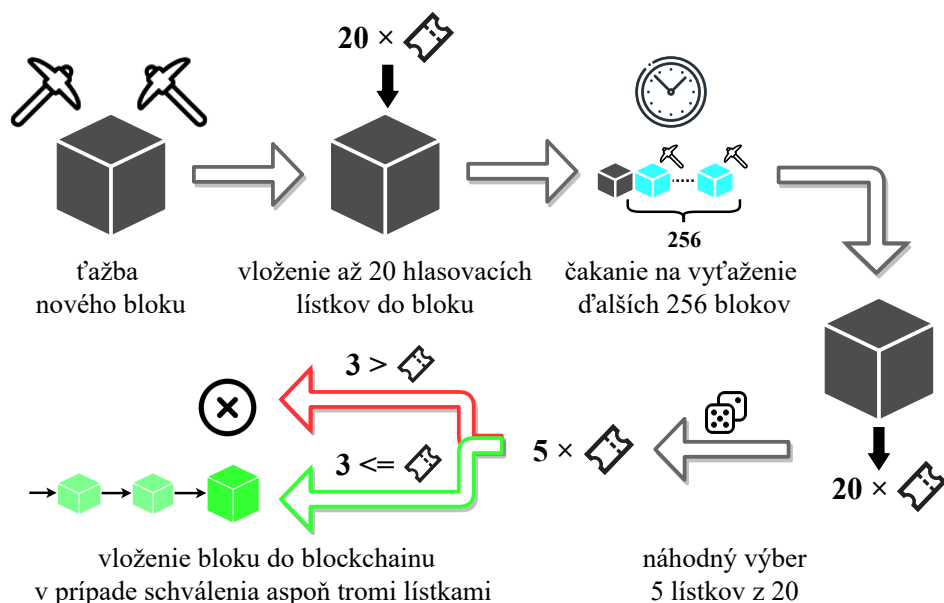 20 ×
256
ťažba
nového bloku
vloženie až 20 hlasovacích
lístkov do bloku
čakanie na vyťaženie
ďalších 256 blokov
3 >
3 <=
5 ×
20 ×
vloženie bloku do blockchainu
v prípade schválenia aspoň tromi lístkami
náhodný výber
5 lístkov z 20